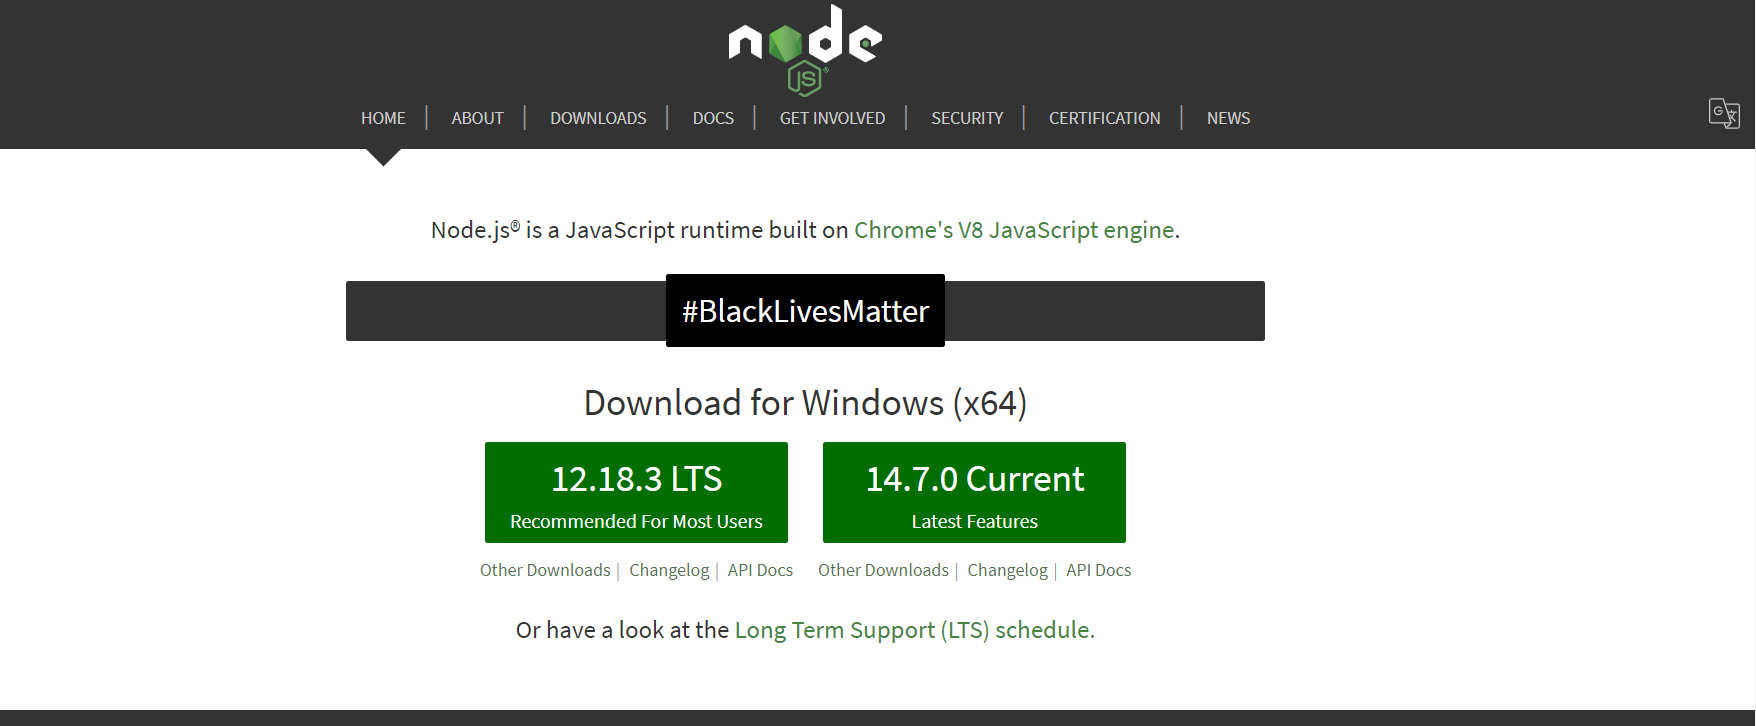 node
JS®
HOME | ABOUT | DOWNLOADS | DOCS | GET INVOLVED | SECURITY | CERTIFICATION | NEWS
Node.js® is a JavaScript runtime built on Chrome's V8 JavaScript engine.
#BlackLivesMatter
Download for Windows (x64)
12.18.3 LTS
Recommended For Most Users
14.7.0 Current
Latest Features
Other Downloads | Changelog | API Docs
Other Downloads | Changelog | API Docs
Or have a look at the Long Term Support (LTS) schedule.